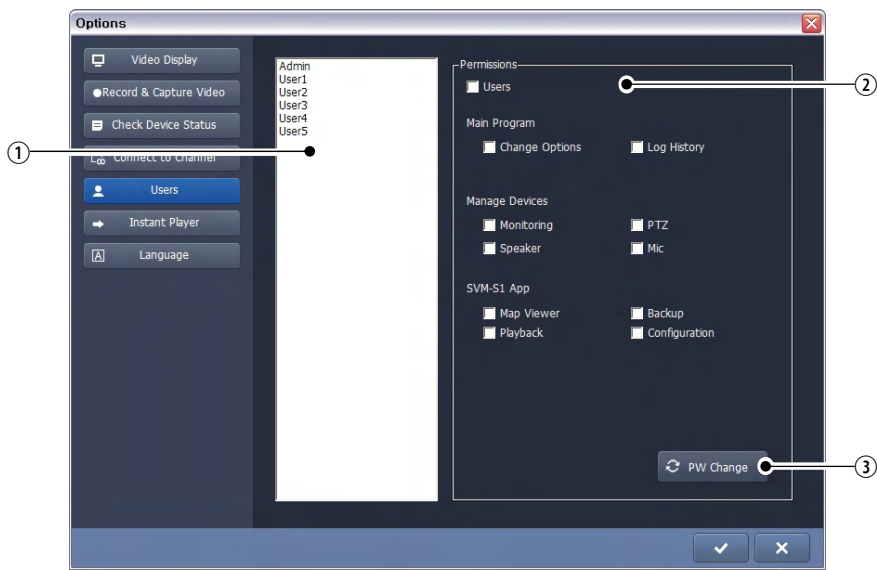 Options
Video Display
Record & Capture Video
Check Device Status
Connect to Channel
Users
Instant Player
Language
Admin
User1
User2
User3
User4
User5
Permissions
Users
Main Program
Change Options Log History
Manage Devices
Monitoring PTZ
Speaker Mic
SVM-S1 App
Map Viewer Backup
Playback Configuration
PW Change
①
②
③